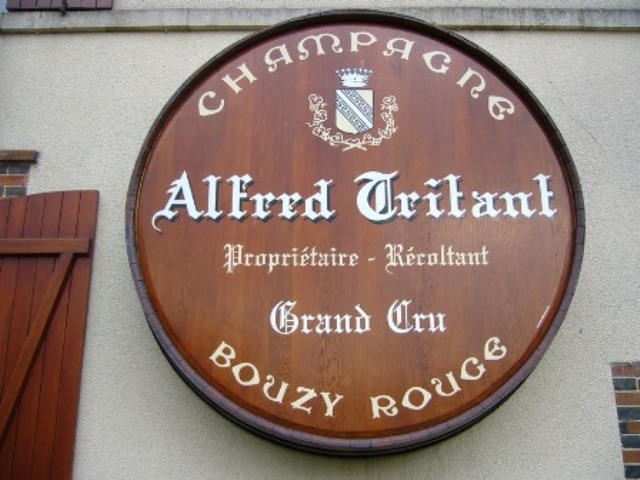 CHAMPAGNE
Alfred Tritant
Propriétaire - Récoltant
Grand Cru
BOUZY ROUGE